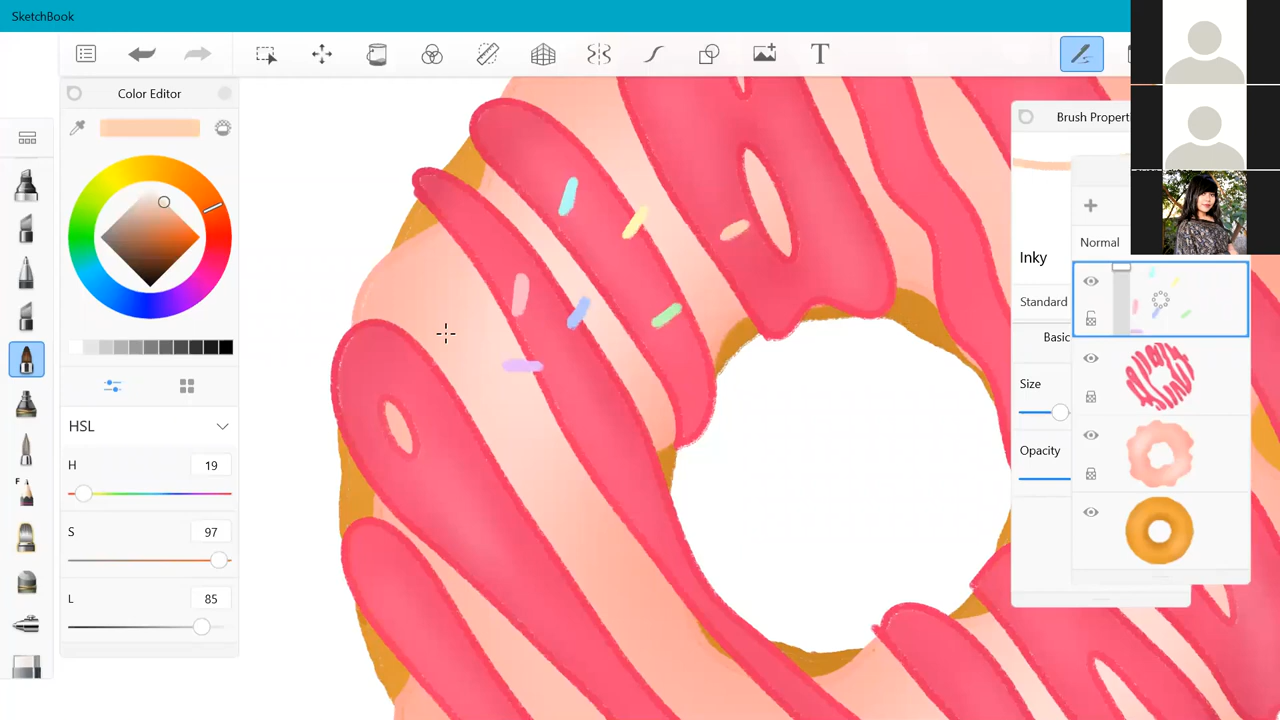 SketchBook
T
Color Editor
HSL
H 19
S 97
L 85
F
Brush Propert
Inky
Standard
Basic
Size
Opacity
Normal